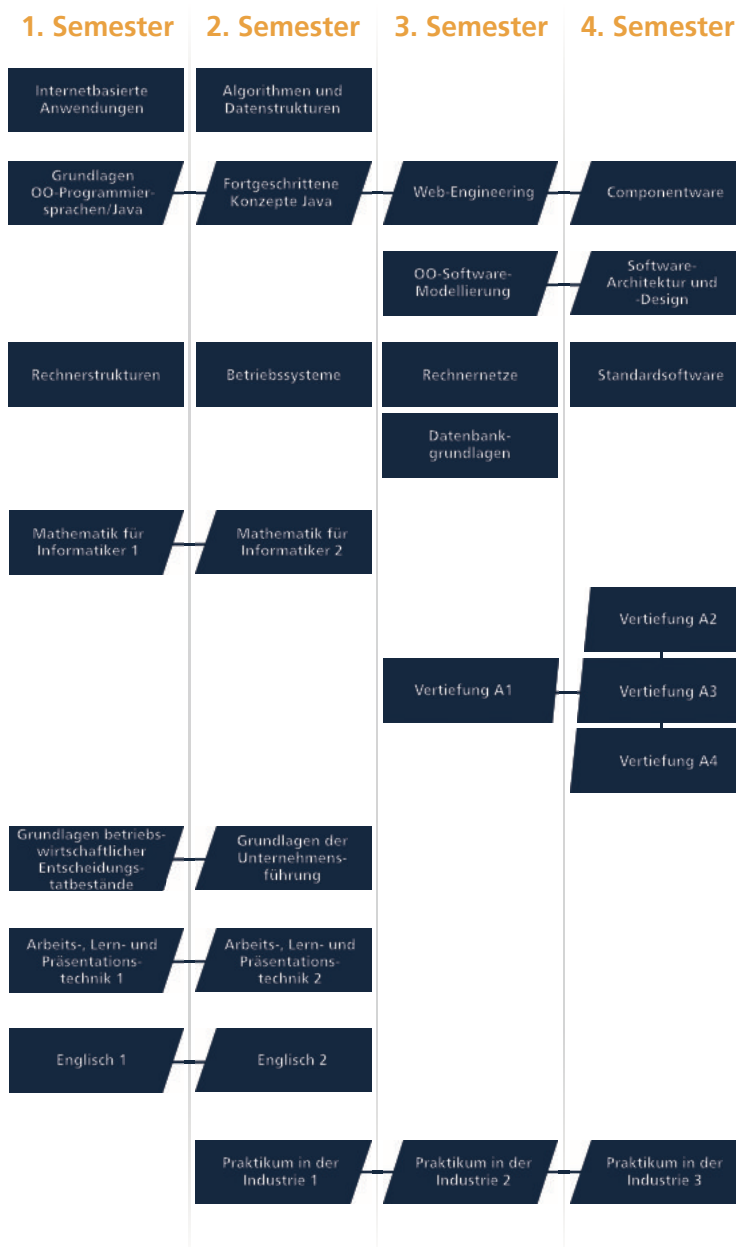 1. Semester
2. Semester
3. Semester
4. Semester
Internetbasierte
Anwendungen
Algorithmen und
Datenstrukturen
Grundlagen
OO-Programmier-
sprachen/Java
Fortgeschrittene
Konzepte Java
Web-Engineering
Componentware
OO-Software-
Modellierung
Software-
Architektur und
-Design
Rechnerstrukturen
Betriebssysteme
Rechnernetze
Standardsoftware
Datenbank-
grundlagen
Mathematik für
Informatiker 1
Mathematik für
Informatiker 2
Vertiefung A2
Vertiefung A1
Vertiefung A3
Vertiefung A4
Grundlagen betriebs-
wirtschaftlicher
Entscheidungs-
tatbestände
Grundlagen der
Unternehmens-
führung
Arbeits-, Lern- und
Präsentations-
technik 1
Arbeits-, Lern- und
Präsentations-
technik 2
Englisch 1
Englisch 2
Praktikum in der
Industrie 1
Praktikum in der
Industrie 2
Praktikum in der
Industrie 3